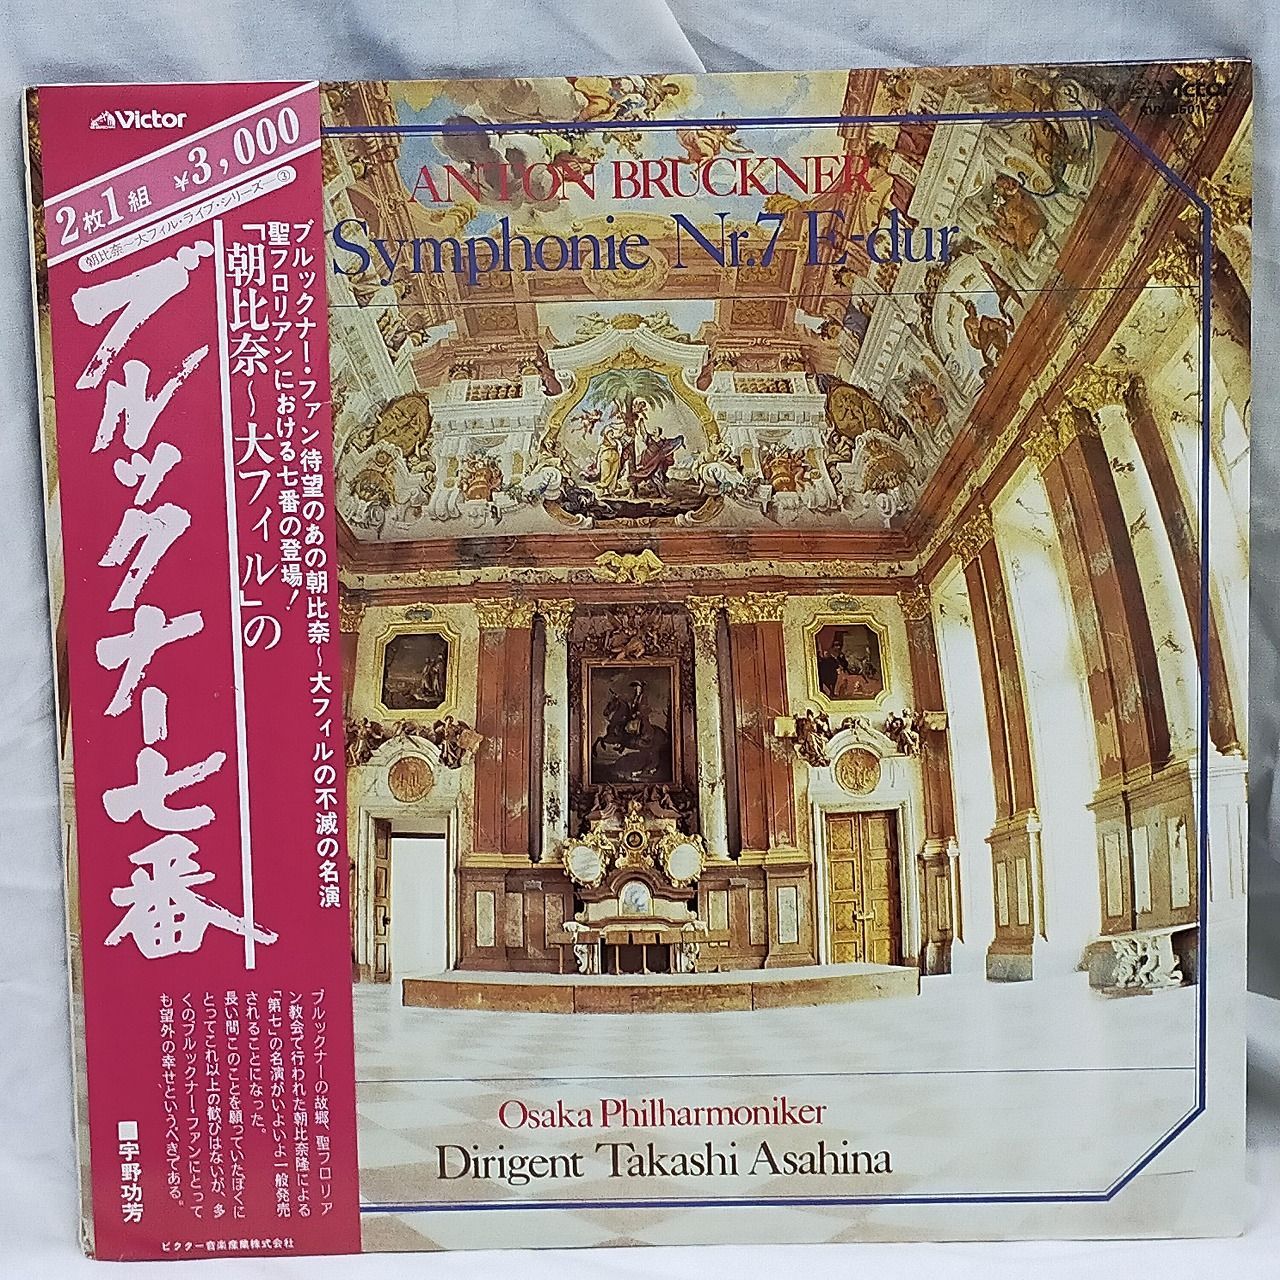 Victor
2枚1組 ¥3,000
朝比奈〜大フィル・ライブ・シリーズ—③
ブルックナー・ファン待望のあの朝比奈〜大フィルの不滅の名演
聖フロリアンにおける七番の登場!
「朝比奈〜大フィル」の
ブルックナー七番
ブルックナーの故郷、聖フロリア
ン教会で行われた朝比奈隆による
「第七」の名演がいよいよ一般発売
されることになった。
長い間このことを願っていたぼくに
とってこれ以上の歓びはないが、多
くのブルックナー・ファンにとって
も望外の幸せというべきである。
■宇野功芳
ビクター音楽産業株式会社
Victor
ANTON BRUCKNER
Symphonie Nr.7 E-dur
Osaka Philharmoniker
Dirigent Takashi Asahina